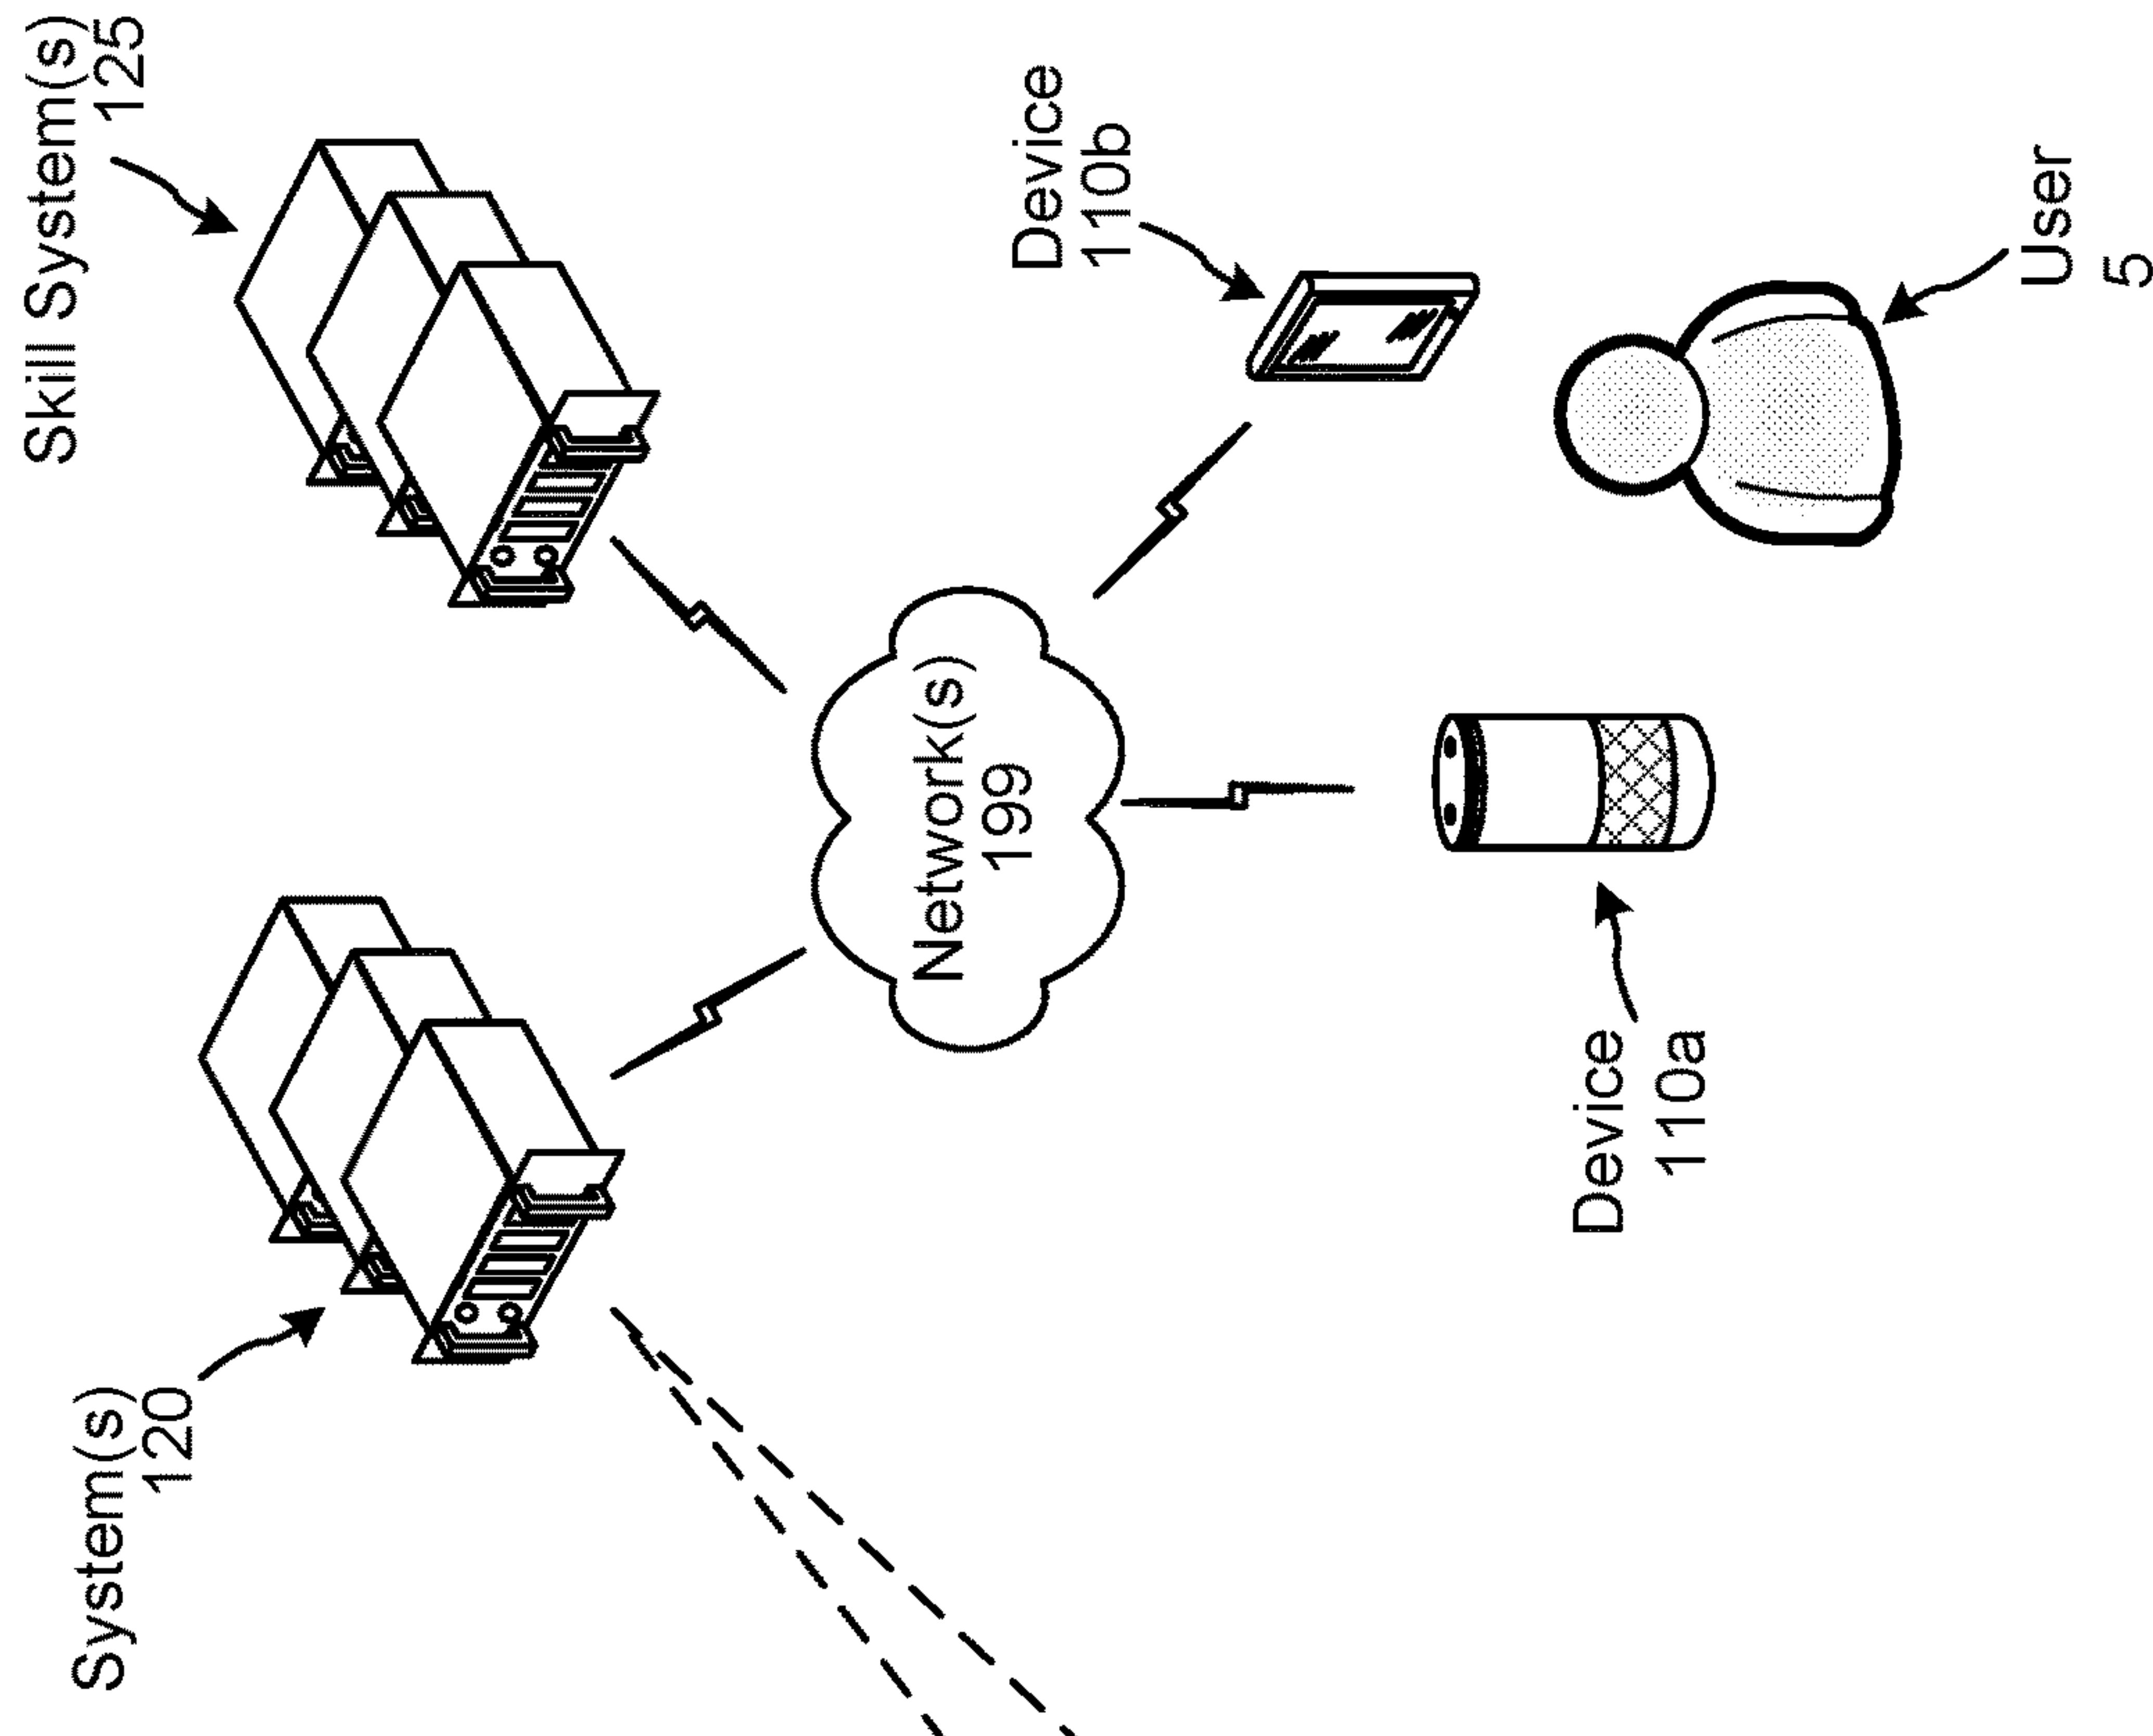 System(s)
120
Skill System(s)
125
Network(s)
199
Device
110b
Device
110a
User
5